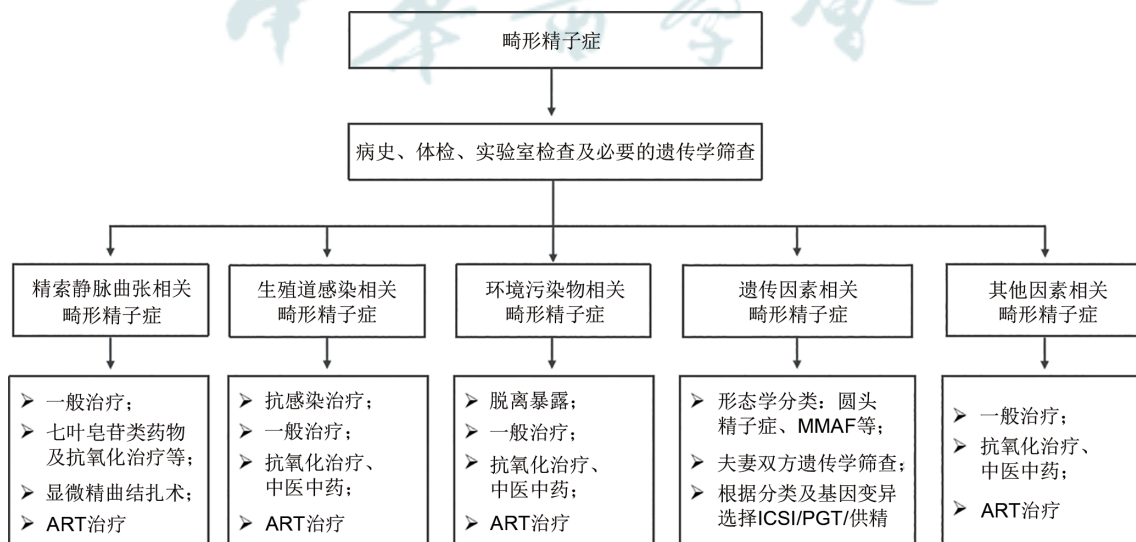 中华医学会
畸形精子症
病史、体检、实验室检查及必要的遗传学筛查
精索静脉曲张相关
畸形精子症
生殖道感染相关
畸形精子症
环境污染物相关
畸形精子症
遗传因素相关
畸形精子症
其他因素相关
畸形精子症
➢ 一般治疗；
➢ 七叶皂苷类药物
及抗氧化治疗等；
➢ 显微精曲结扎术；
➢ ART治疗
➢ 抗感染治疗；
➢ 一般治疗；
➢ 抗氧化治疗、
中医中药；
➢ ART治疗
➢ 脱离暴露；
➢ 一般治疗；
➢ 抗氧化治疗、
中医中药；
➢ ART治疗
➢ 形态学分类：圆头
精子症、MMAF等；
➢ 夫妻双方遗传学筛查；
➢ 根据分类及基因变异
选择ICSI/PGT/供精
➢ 一般治疗；
➢ 抗氧化治疗、
中医中药；
➢ ART治疗